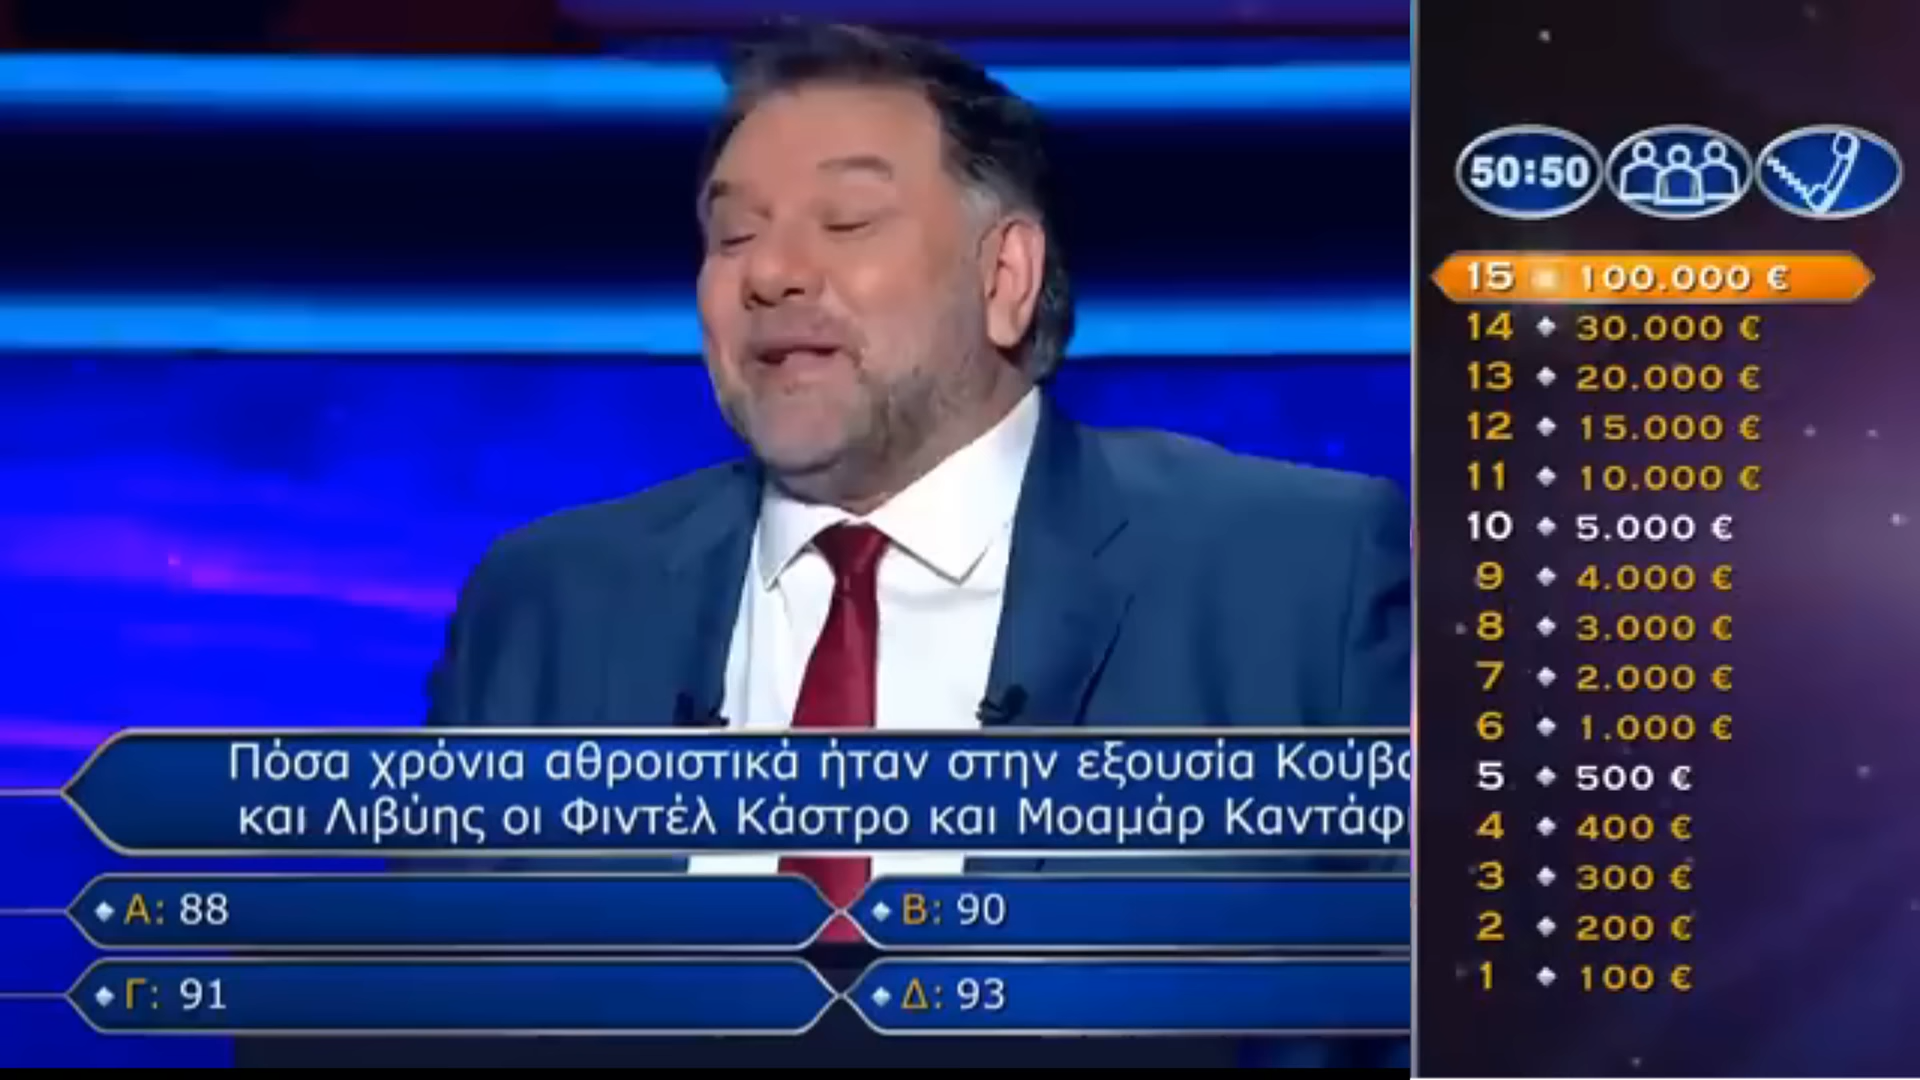 50:50
15 100.000 €
14 30.000 €
13 20.000 €
12 15.000 €
11 10.000 €
10 5.000 €
9 4.000 €
8 3.000 €
7 2.000 €
6 1.000 €
5 500 €
4 400 €
3 300 €
2 200 €
1 100 €
Πόσα χρόνια αθροιστικά ήταν στην εξουσία
και Λιβύης οι Φιντέλ Κάστρο και Μοαμάρ
Α: 88
Β: 90
Γ: 91
Δ: 93